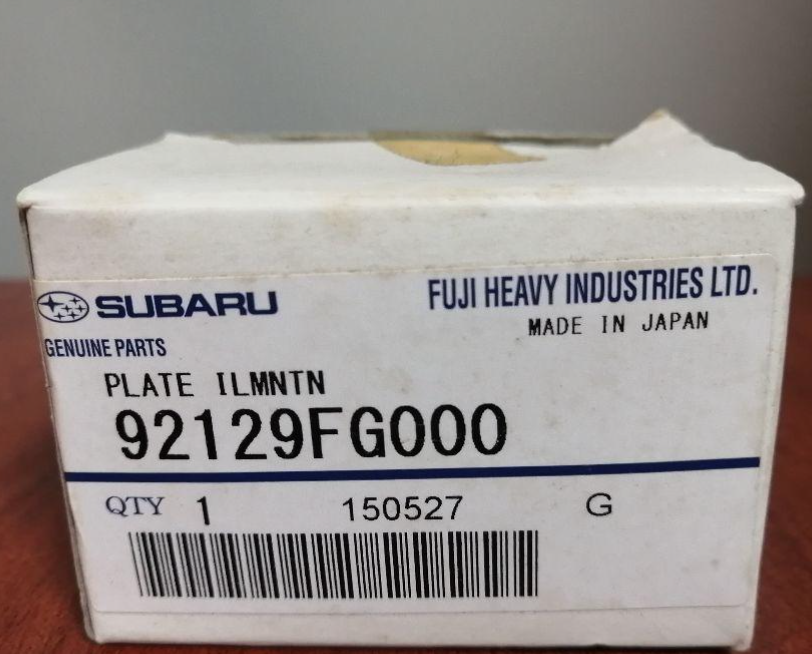 SUBARU
FUJI HEAVY INDUSTRIES LTD.
MADE IN JAPAN
GENUINE PARTS
PLATE ILMNTN
92129FG000
QTY 1 150527 G